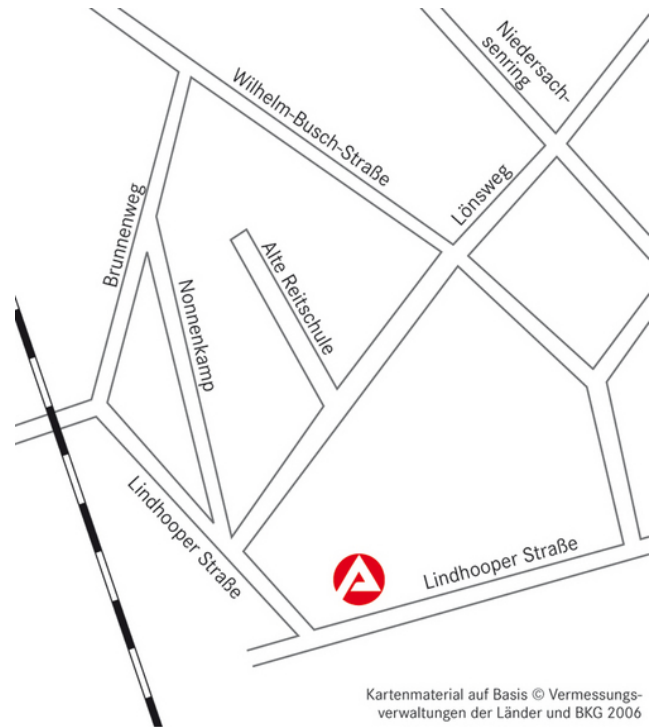 Niedersach-
senring
Wilhelm-Busch-Straße
Lönsweg
Brunnenweg
Alte Reitschule
Nonnenkamp
Lindhooper Straße
Lindhooper Straße
Kartenmaterial auf Basis © Vermessungs-
verwaltungen der Länder und BKG 2006